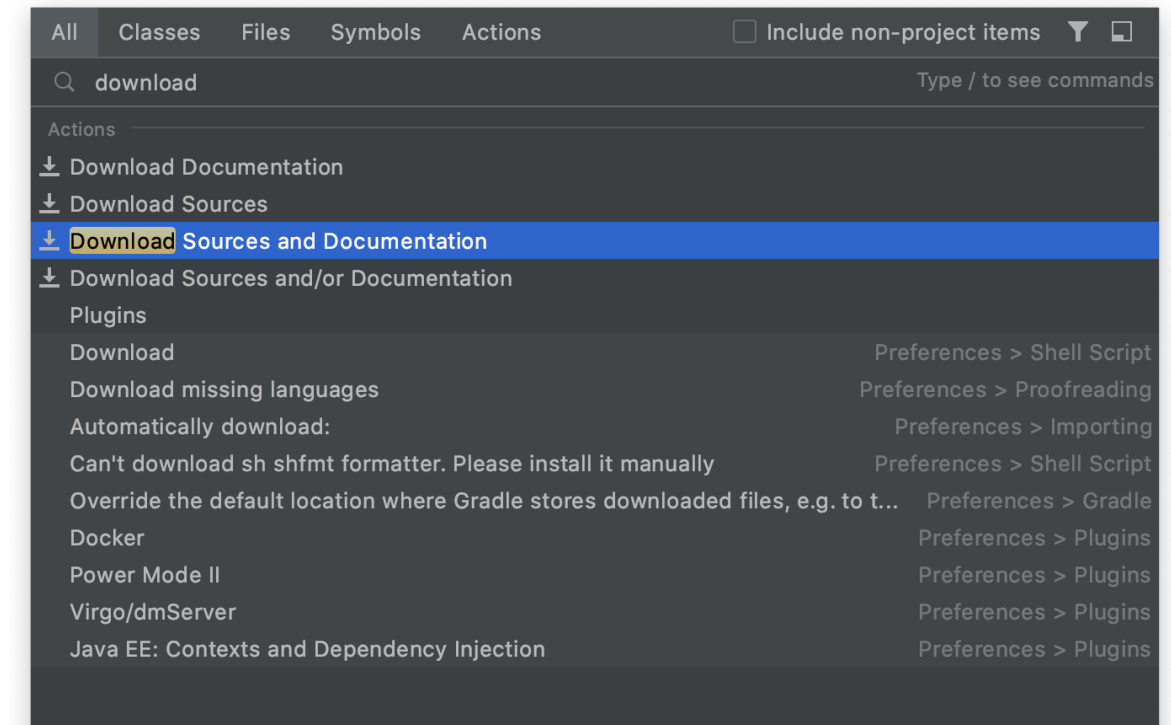 All Classes Files Symbols Actions Include non-project items
download Type / to see commands
Actions
Download Documentation
Download Sources
Download Sources and Documentation
Download Sources and/or Documentation
Plugins
Download Preferences > Shell Script
Download missing languages Preferences > Proofreading
Automatically download: Preferences > Importing
Can't download sh shfmt formatter. Please install it manually Preferences > Shell Script
Override the default location where Gradle stores downloaded files, e.g. to t... Preferences > Gradle
Docker Preferences > Plugins
Power Mode II Preferences > Plugins
Virgo/dmServer Preferences > Plugins
Java EE: Contexts and Dependency Injection Preferences > Plugins